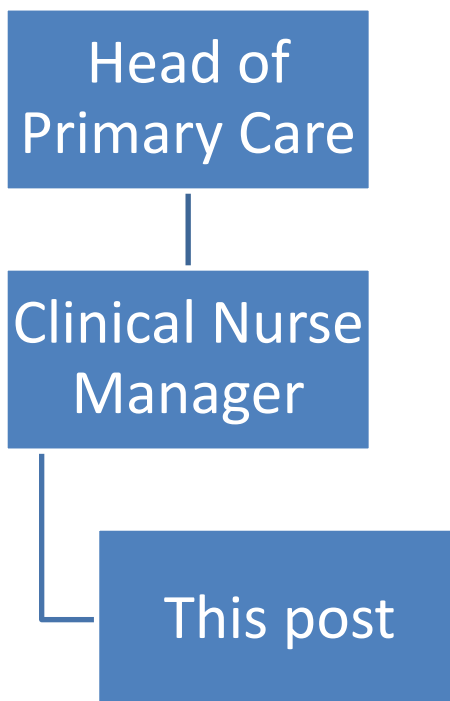 Head of
Primary Care
Clinical Nurse
Manager
This post